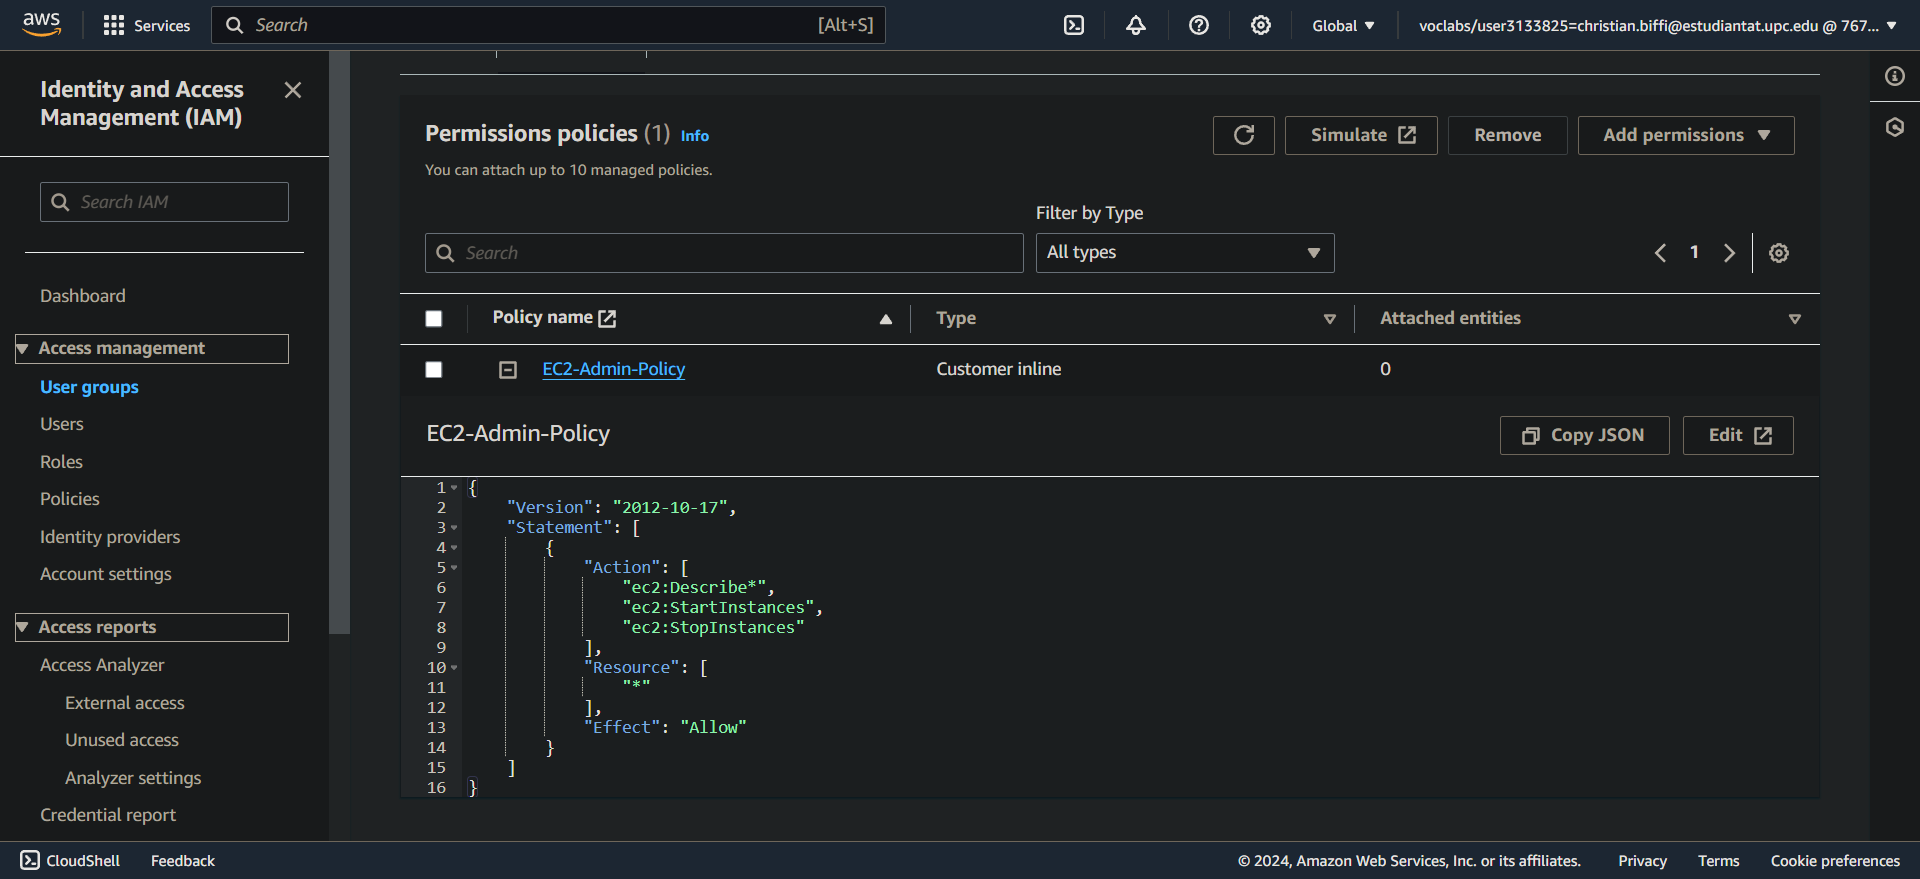 aws
Services
Search
[Alt+S]
Global
voclabs/user3133825=christian.biffi@estudiantat.upc.edu @ 767...
Identity and Access
Management (IAM)
Search IAM
Dashboard
Access management
User groups
Users
Roles
Policies
Identity providers
Account settings
Access reports
Access Analyzer
External access
Unused access
Analyzer settings
Credential report
Permissions policies (1) Info
You can attach up to 10 managed policies.
Simulate
Remove
Add permissions
Filter by Type
Search
All types
1
Policy name
Type
Attached entities
EC2-Admin-Policy
Customer inline
0
EC2-Admin-Policy
Copy JSON
Edit
1 {
2 "Version": "2012-10-17",
3 "Statement": [
4 {
5 "Action": [
6 "ec2:Describe*",
7 "ec2:StartInstances",
8 "ec2:StopInstances"
9 ],
10 "Resource": [
11 "*"
12 ],
13 "Effect": "Allow"
14 }
15 ]
16 }
CloudShell
Feedback
© 2024, Amazon Web Services, Inc. or its affiliates.
Privacy
Terms
Cookie preferences